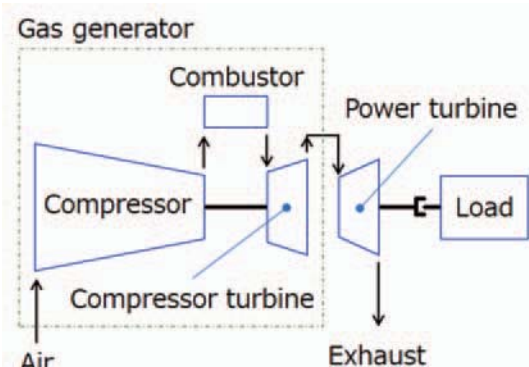 Gas generator
Combustor
Power turbine
Compressor
Load
Compressor turbine
Air
Exhaust